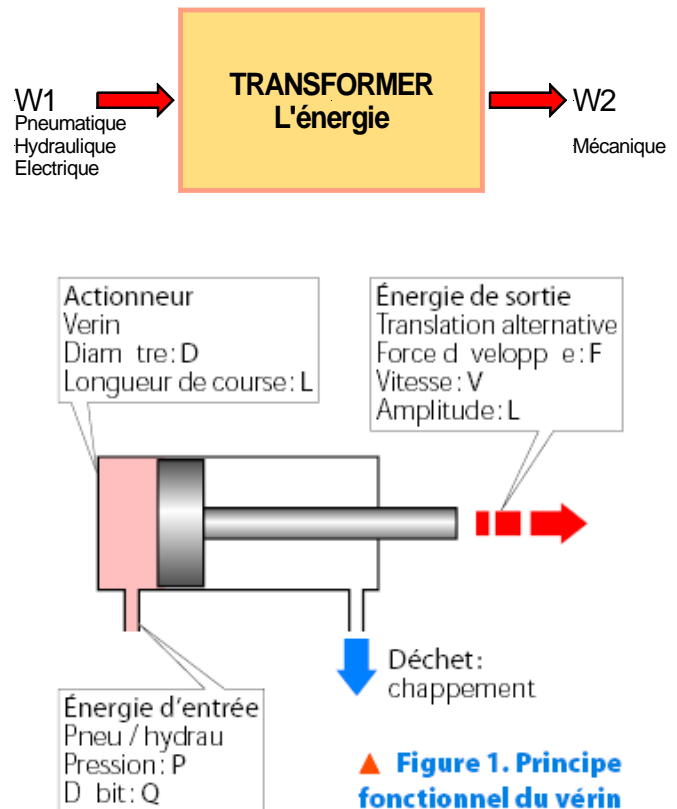 TRANSFORMER
L'énergie
W1
Pneumatique
Hydraulique
Electrique
W2
Mécanique
Actionneur
Verin
Diam tre: D
Longueur de course: L
Énergie de sortie
Translation alternative
Force d velopp e: F
Vitesse: V
Amplitude: L
Déchet:
chappement
Énergie d'entrée
Pneu / hydrau
Pression: P
D bit: Q
▲ Figure 1. Principe
fonctionnel du vérin